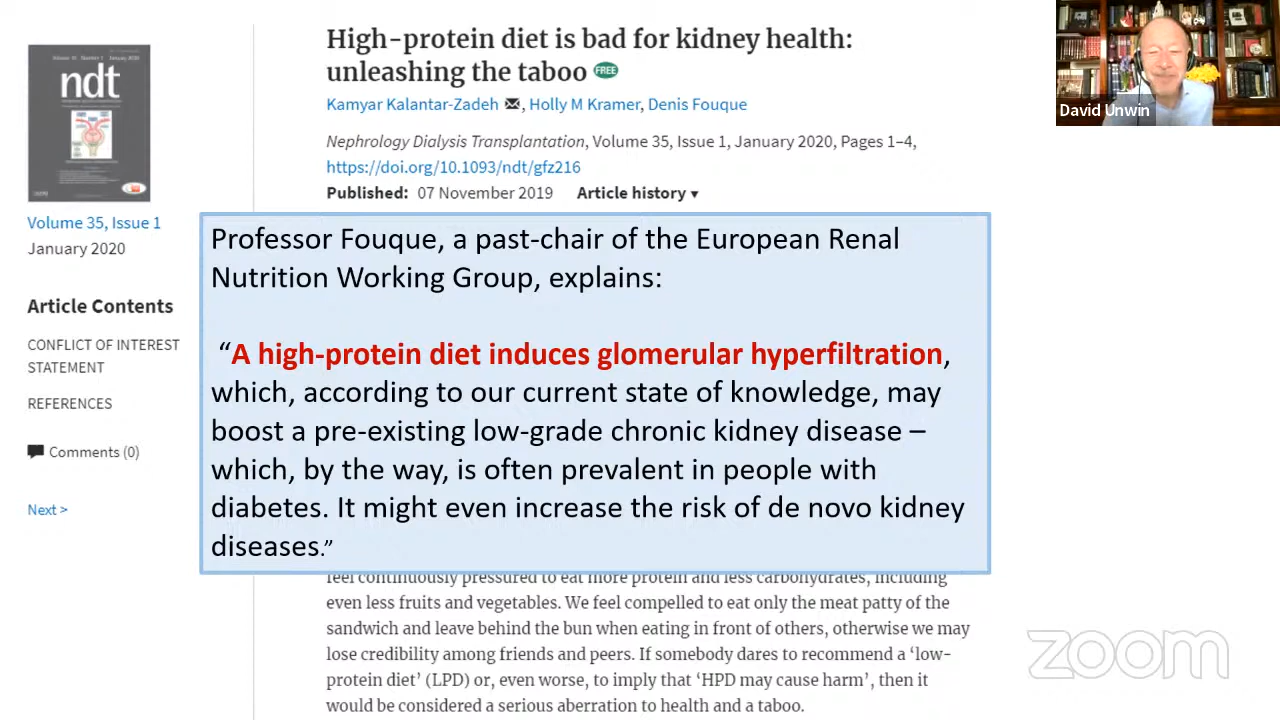 High-protein diet is bad for kidney health:
unleashing the taboo FREE
Kamyar Kalantar-Zadeh, Holly M Kramer, Denis Fouque
Nephrology Dialysis Transplantation, Volume 35, Issue 1, January 2020, Pages 1–4,
https://doi.org/10.1093/ndt/gfz216
Published: 07 November 2019 Article history
ndt
Volume 35, Issue 1
January 2020
Article Contents
CONFLICT OF INTEREST
STATEMENT
REFERENCES
Comments (0)
Next >
Professor Fouque, a past-chair of the European Renal
Nutrition Working Group, explains:
“A high-protein diet induces glomerular hyperfiltration,
which, according to our current state of knowledge, may
boost a pre-existing low-grade chronic kidney disease –
which, by the way, is often prevalent in people with
diabetes. It might even increase the risk of de novo kidney
diseases.”
feel continuously pressured to eat more protein and less carbohydrates, including
even less fruits and vegetables. We feel compelled to eat only the meat patty of the
sandwich and leave behind the bun when eating in front of others, otherwise we may
lose credibility among friends and peers. If somebody dares to recommend a ‘low-
protein diet’ (LPD) or, even worse, to imply that ‘HPD may cause harm’, then it
would be considered a serious aberration to health and a taboo.
David Unwin
zoom